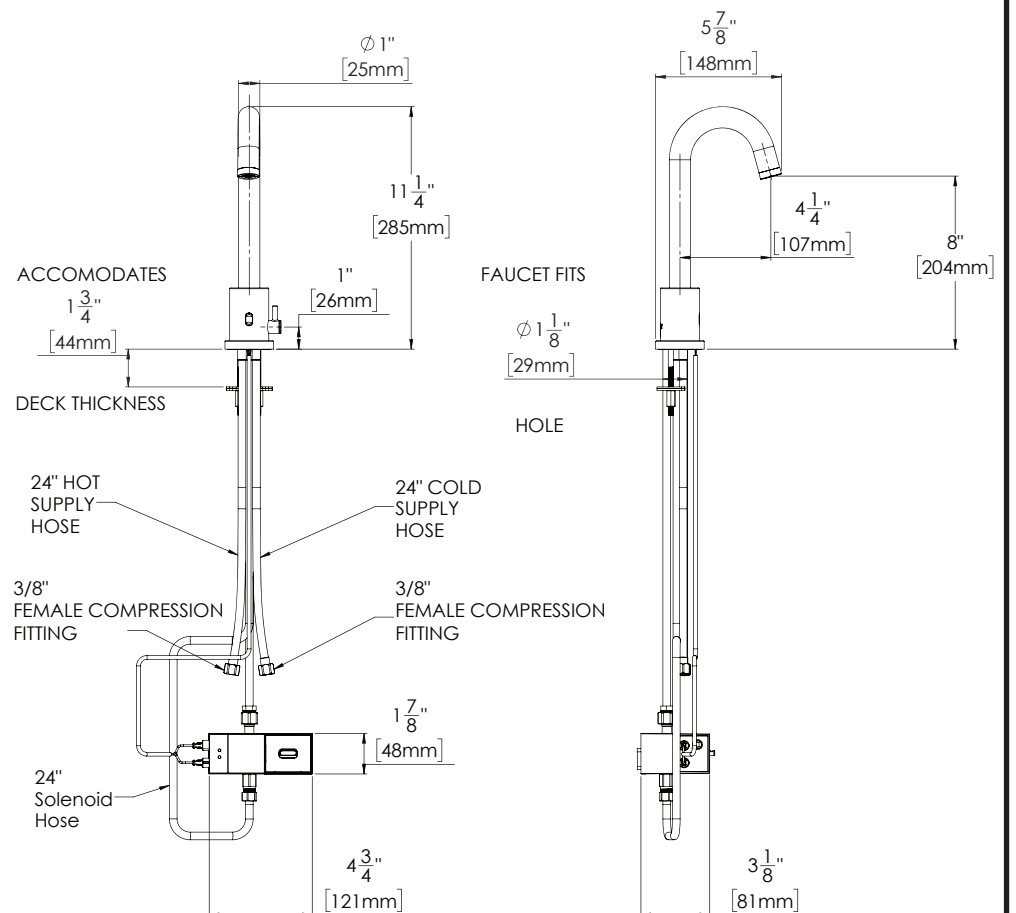 ∅ 1"
[25mm]
5 7/8"
[148mm]
11 1/4"
[285mm]
4 1/4"
[107mm]
8"
[204mm]
ACCOMODATES
1 3/4"
[44mm]
DECK THICKNESS
1"
[26mm]
FAUCET FITS
∅ 1 1/8"
[29mm]
HOLE
24" HOT
SUPPLY
HOSE
24" COLD
SUPPLY
HOSE
3/8"
FEMALE COMPRESSION
FITTING
3/8"
FEMALE COMPRESSION
FITTING
1 7/8"
[48mm]
24"
Solenoid
Hose
4 3/4"
[121mm]
3 1/8"
[81mm]